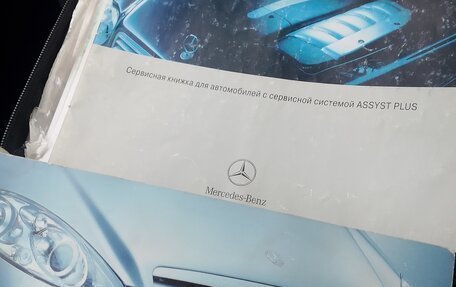 Сервисная книжка для автомобилей с сервисной системой ASSYST PLUS
Mercedes-Benz